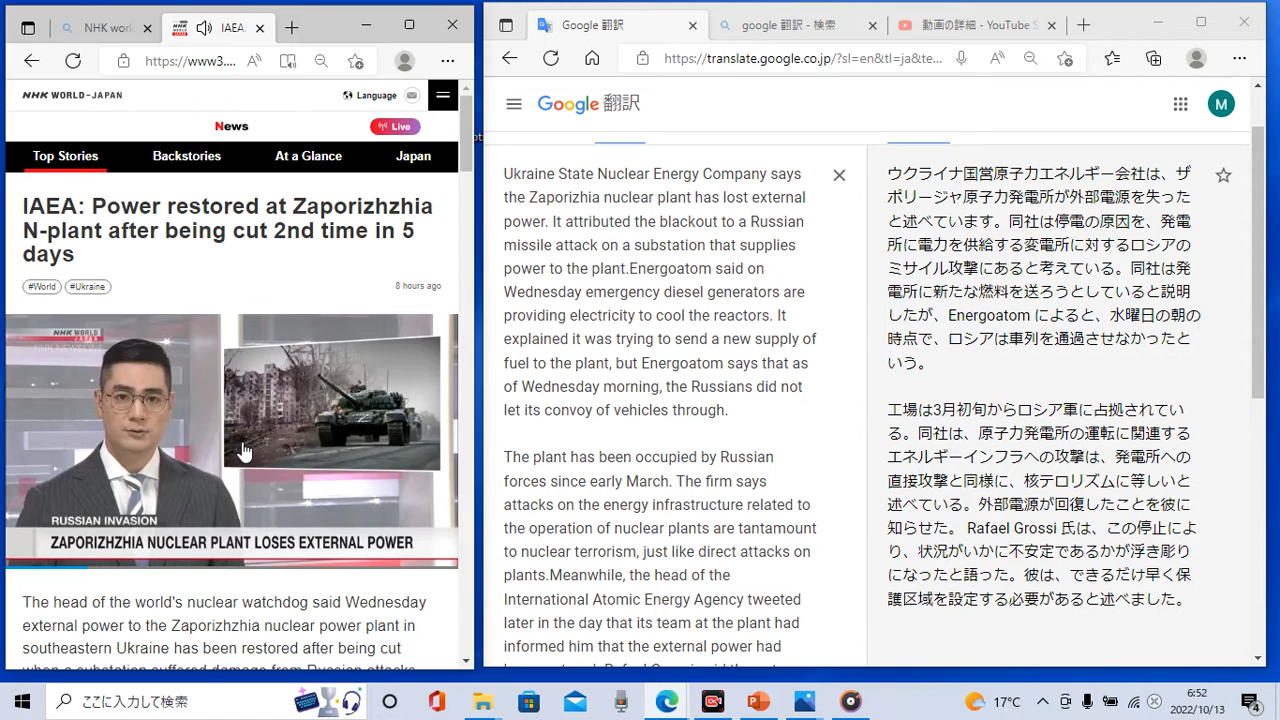 NHK worl
IAEA:
https://www3....
NHK WORLD-JAPAN
Language
News
Live
Top Stories
Backstories
At a Glance
Japan
IAEA: Power restored at Zaporizhzhia
N-plant after being cut 2nd time in 5
days
#World
#Ukraine
8 hours ago
NHK WORLD
JAPAN
NHK NEWSLINE
RUSSIAN INVASION
ZAPORIZHZHIA NUCLEAR PLANT LOSES EXTERNAL POWER
The head of the world's nuclear watchdog said Wednesday
external power to the Zaporizhzhia nuclear power plant in
southeastern Ukraine has been restored after being cut
when a substation suffered damage from Russian attacks
Google 翻訳
google 翻訳 - 検索
動画の詳細 - YouTube S
https://translate.google.co.jp/?sl=en&tl=ja&te...
Google 翻訳
M
Ukraine State Nuclear Energy Company says
the Zaporizhia nuclear plant has lost external
power. It attributed the blackout to a Russian
missile attack on a substation that supplies
power to the plant.Energoatom said on
Wednesday emergency diesel generators are
providing electricity to cool the reactors. It
explained it was trying to send a new supply of
fuel to the plant, but Energoatom says that as
of Wednesday morning, the Russians did not
let its convoy of vehicles through.
The plant has been occupied by Russian
forces since early March. The firm says
attacks on the energy infrastructure related to
the operation of nuclear plants are tantamount
to nuclear terrorism, just like direct attacks on
plants.Meanwhile, the head of the
International Atomic Energy Agency tweeted
later in the day that its team at the plant had
informed him that the external power had
ウクライナ国営原子力エネルギー会社は、ザ
ポリージャ原子力発電所が外部電源を失った
と述べています。同社は停電の原因を、発電
所に電力を供給する変電所に対するロシアの
ミサイル攻撃にあると考えている。同社は発
電所に新たな燃料を送ろうとしていると説明
したが、Energoatom によると、水曜日の朝の
時点で、ロシアは車列を通過させなかったと
いう。
工場は3月初旬からロシア軍に占拠されてい
る。同社は、原子力発電所の運転に関連する
エネルギーインフラへの攻撃は、発電所への
直接攻撃と同様に、核テロリズムに等しいと
述べている。外部電源が回復したことを彼に
知らせた。 Rafael Grossi 氏は、この停止によ
り、状況がいかに不安定であるかが浮き彫り
になったと語った。彼は、できるだけ早く保
護区域を設定する必要があると述べました。
ここに入力して検索
17°C
6:52
2022/10/13
4